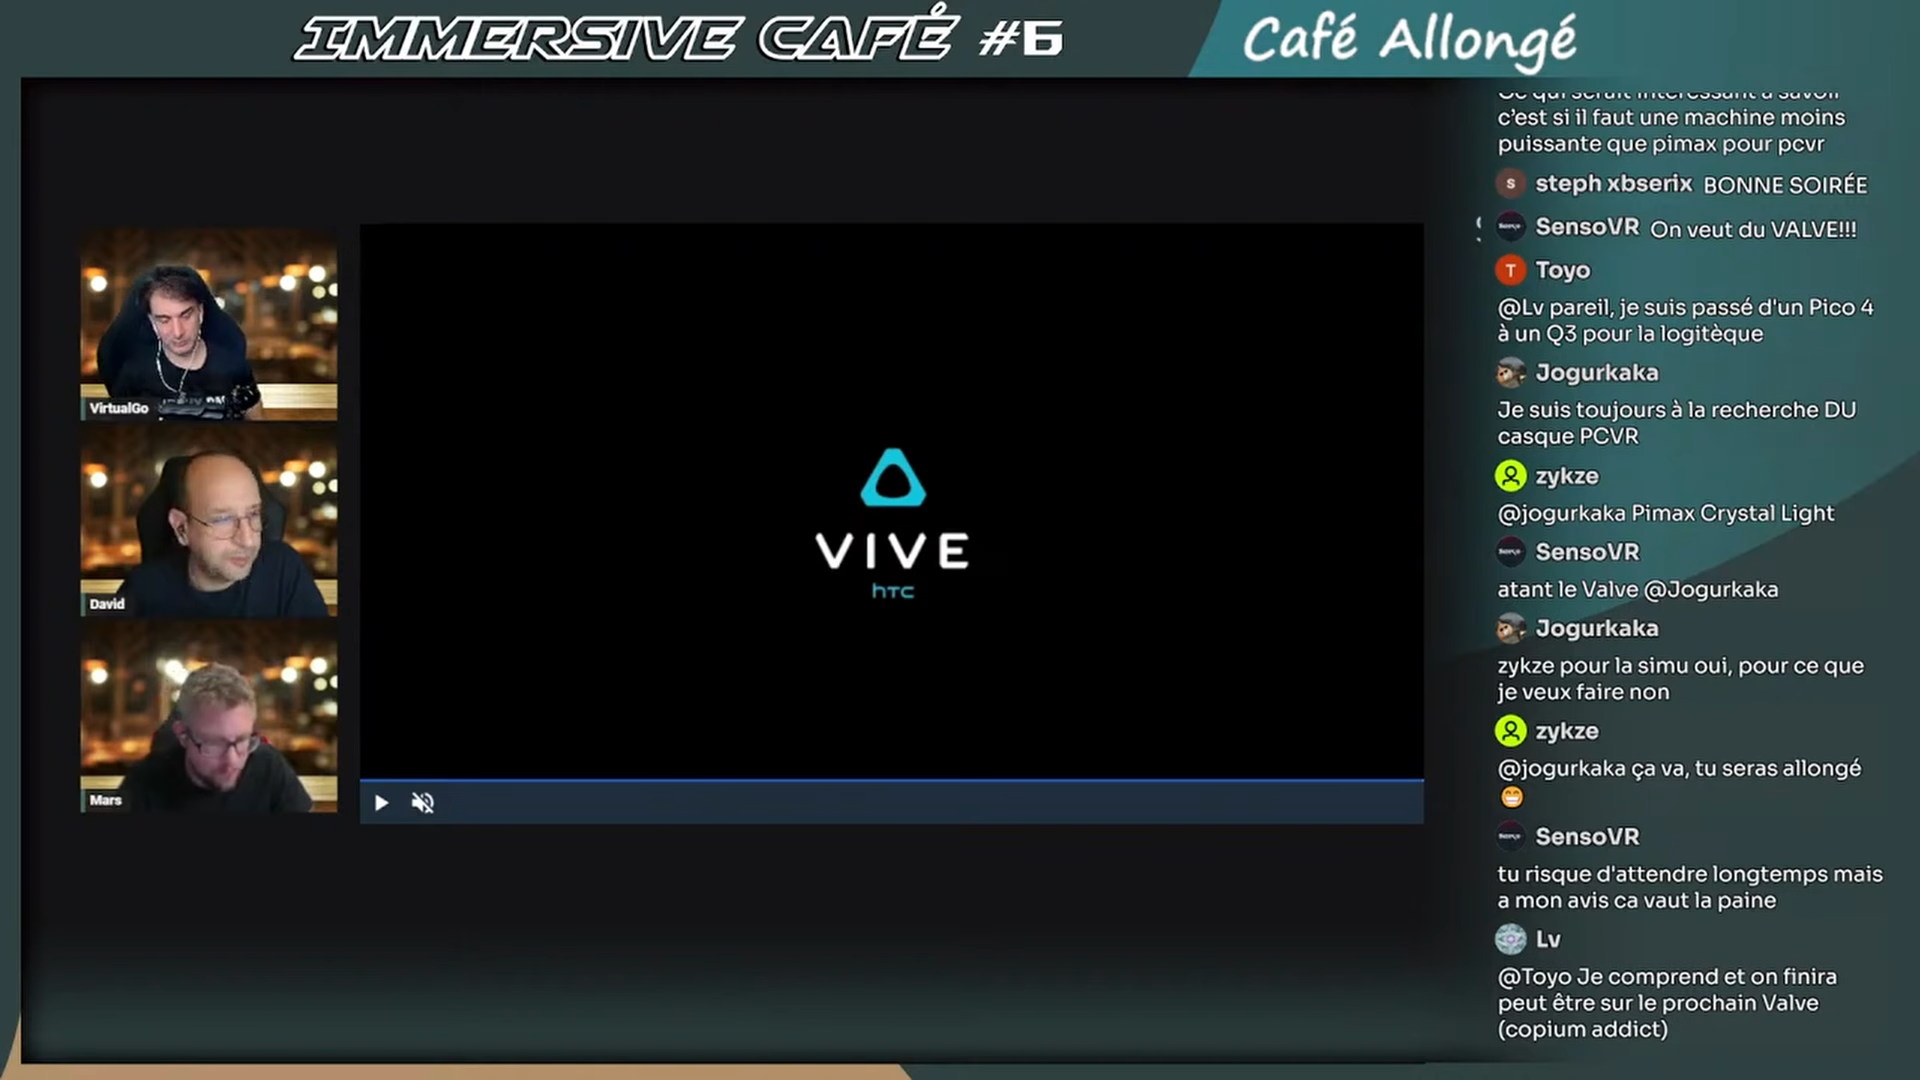 IMMERSIVE CAFÉ #6
Café Allongé
Ce qui serait intéressant à savoir
c'est si il faut une machine moins
puissante que pimax pour pcvr
s steph xbserix BONNE SOIRÉE
SensoVR On veut du VALVE!!!
T Toyo
@Lv pareil, je suis passé d'un Pico 4
à un Q3 pour la logitèque
Jogurkaka
Je suis toujours à la recherche DU
casque PCVR
zykze
@jogurkaka Pimax Crystal Light
SensoVR
atant le Valve @Jogurkaka
Jogurkaka
zykze pour la simu oui, pour ce que
je veux faire non
zykze
@jogurkaka ça va, tu seras allongé
😁
SensoVR
tu risque d'attendre longtemps mais
a mon avis ca vaut la paine
Lv
@Toyo Je comprend et on finira
peut être sur le prochain Valve
(copium addict)
VirtualGo
David
Mars
VIVE
hTC